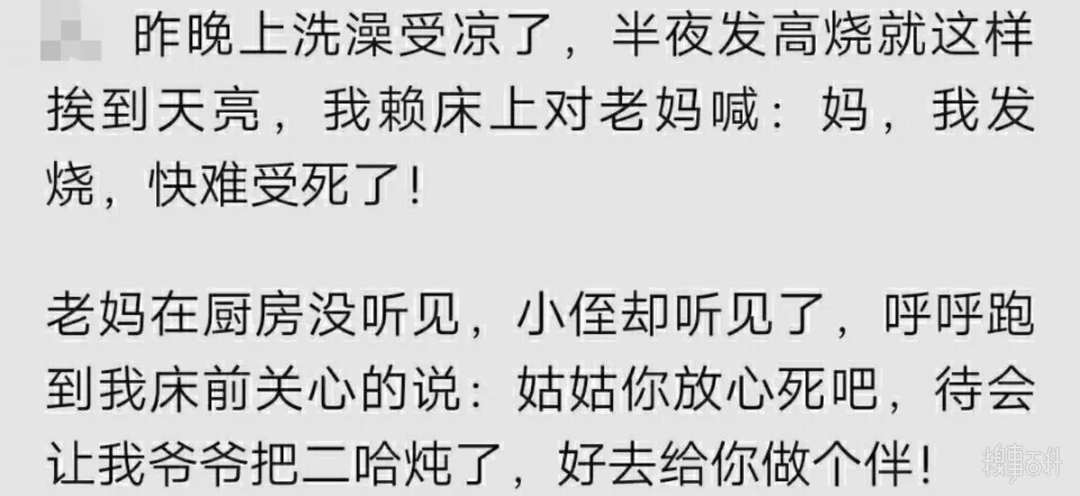 昨晚上洗澡受凉了，半夜发高烧就这样
挨到天亮，我赖床上对老妈喊：妈，我发
烧，快难受死了！
老妈在厨房没听见，小侄却听见了，呼呼跑
到我床前关心的说：姑姑你放心死吧，待会
让我爷爷把二哈炖了，好去给你做个伴！